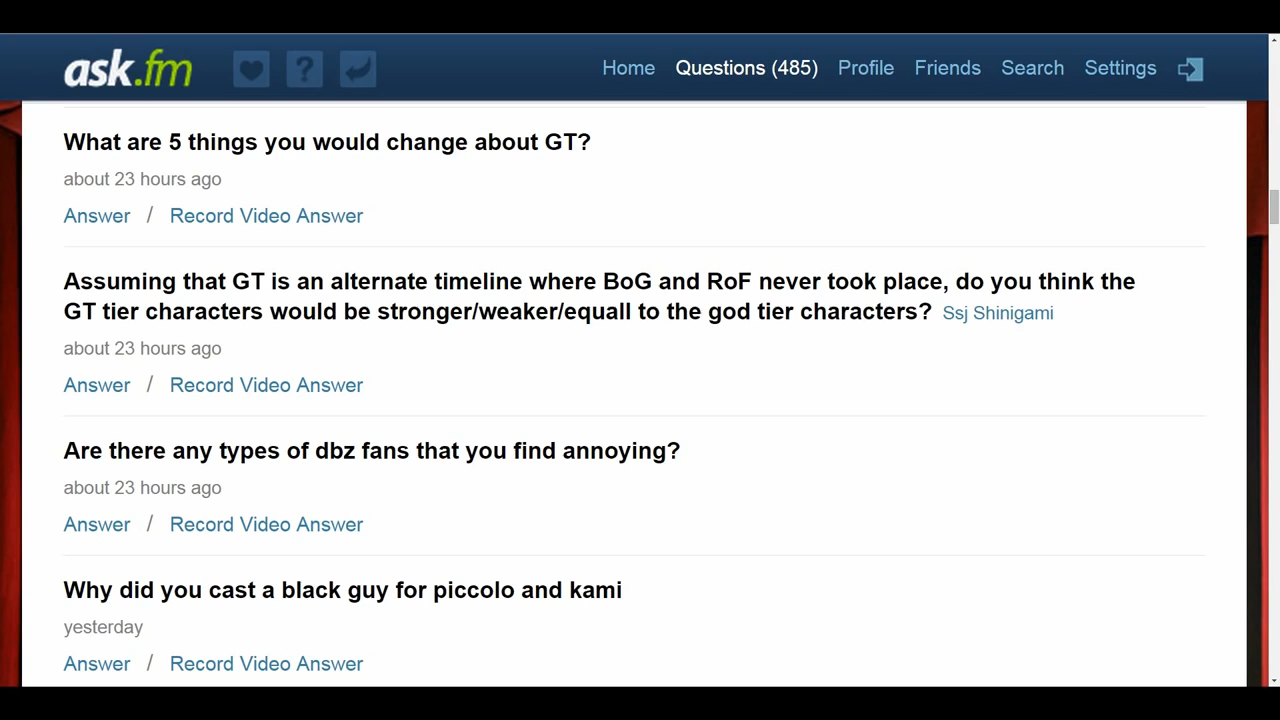 ask.fm
Home Questions (485) Profile Friends Search Settings
What are 5 things you would change about GT?
about 23 hours ago
Answer / Record Video Answer
Assuming that GT is an alternate timeline where BoG and RoF never took place, do you think the
GT tier characters would be stronger/weaker/equall to the god tier characters? Ssj Shinigami
about 23 hours ago
Answer / Record Video Answer
Are there any types of dbz fans that you find annoying?
about 23 hours ago
Answer / Record Video Answer
Why did you cast a black guy for piccolo and kami
yesterday
Answer / Record Video Answer